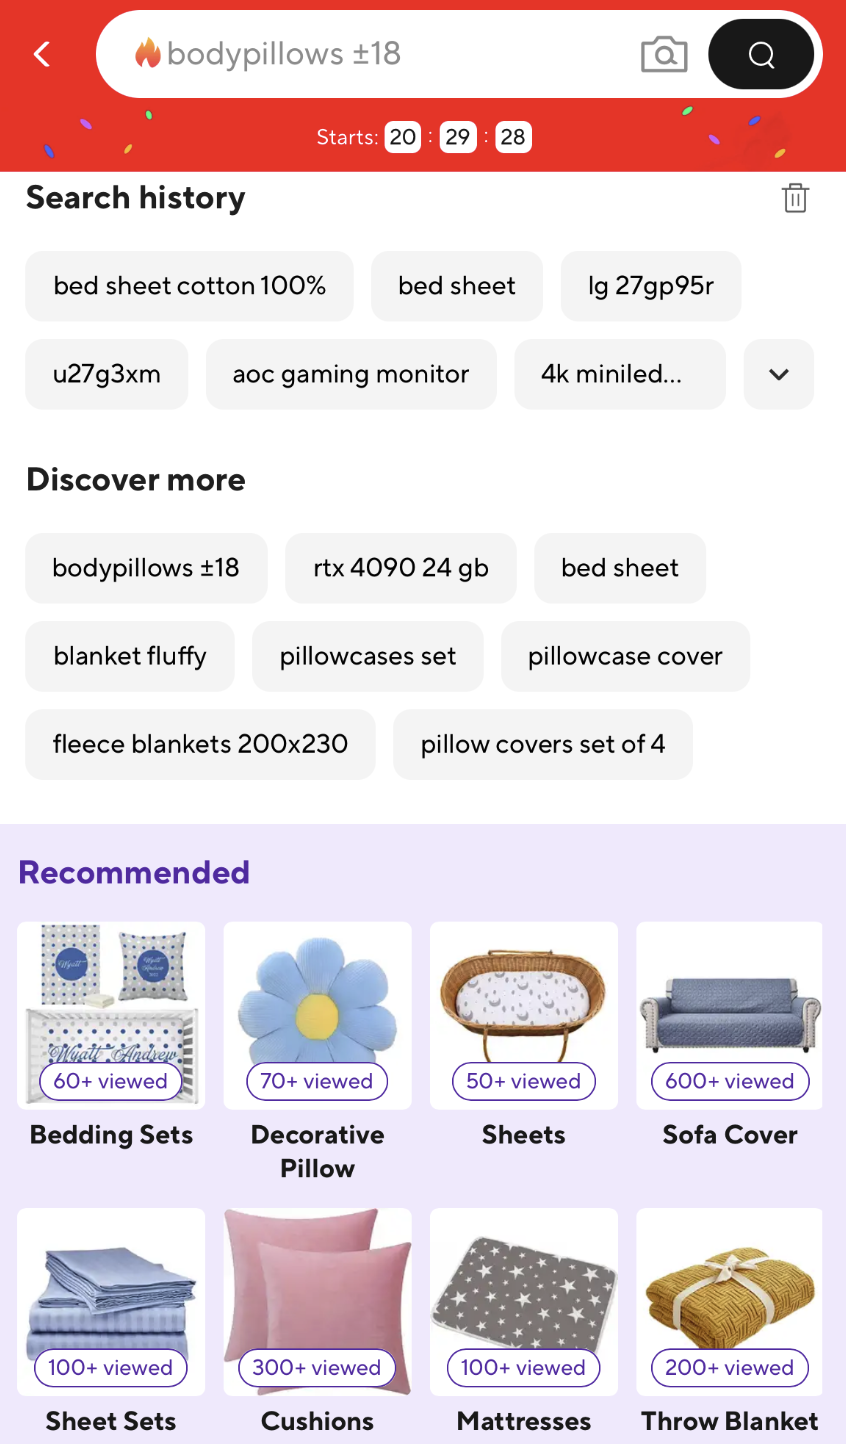 bodypillows ±18
Starts: 20 : 29 : 28
Search history
bed sheet cotton 100% bed sheet lg 27gp95r
u27g3xm aoc gaming monitor 4k miniled...
Discover more
bodypillows ±18 rtx 4090 24 gb bed sheet
blanket fluffy pillowcases set pillowcase cover
fleece blankets 200x230 pillow covers set of 4
Recommended
Wyatt Wyatt Andrew
Wyatt Andrew
60+ viewed 70+ viewed 50+ viewed 600+ viewed
Bedding Sets Decorative Pillow Sheets Sofa Cover
100+ viewed 300+ viewed 100+ viewed 200+ viewed
Sheet Sets Cushions Mattresses Throw Blanket